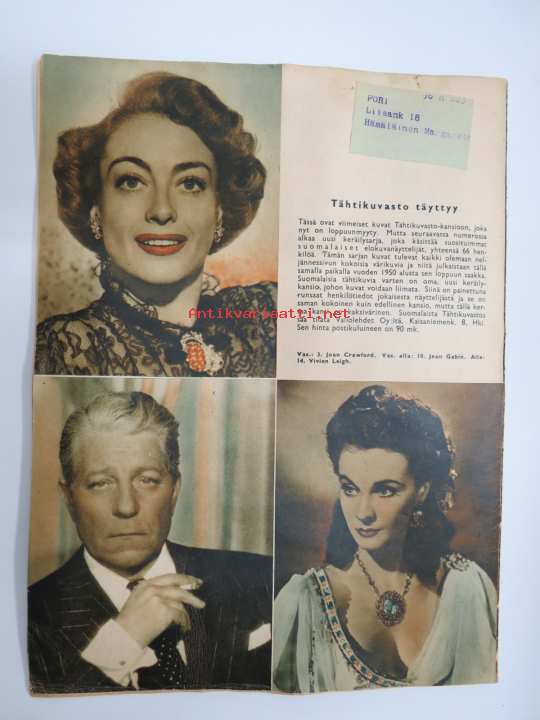 PORI
Liisank 18
Hämäläinen
Tähtikuvasto täyttyy
Tässä ovat viimeiset kuvat Tähtikuvasto-kansioon, joka
nyt on loppuunmyyty. Mutta seuraavasta numerosta
alkaa uusi keräilysarja, joka käsittää suosituimmat
suomalaiset elokuvanäyttelijät, yhteensä 66 hen-
kilöä. Tämän sarjan kuvat tulevat kaikki olemaan nel-
jännessivun kokoisia värikuvia ja niitä julkaistaan tällä
samalla paikalla vuoden 1950 alusta sen loppuun saakka.
Suomalaisia tähtikuvia varten on oma, uusi keräily-
kansio, johon kuvat voidaan liimata. Siinä on painettuna
runsaat henkilötiedot jokaisesta näyttelijästä ja se on
saman kokoinen kuin edellinen kansio, mutta hien
Suomalaista Tähtikuvastoa
saa tilata Valiolehdet Oy:ltä, Kaisaniemenk. 8, Hki.
Sen hinta postikuluineen on 90 mk.
Vas.: 3. Joan Crawford. Vas. alla: 10. Jean Gabin. Alla:
14. Vivien Leigh.
antikvariaatti.net